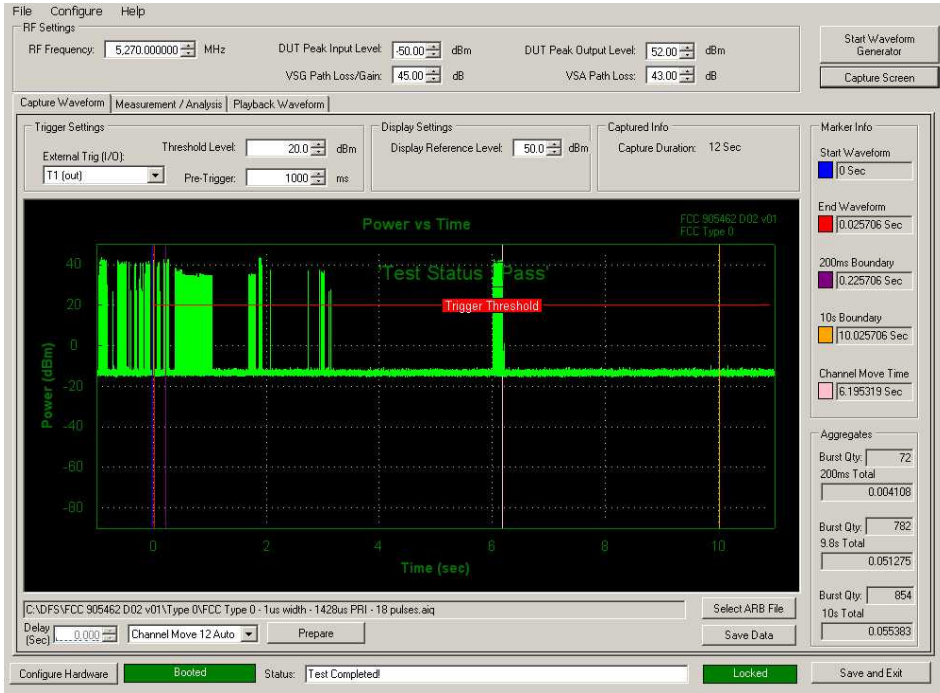 File Configure Help
RF Settings
RF Frequency: 5,270.000000 MHz
DUT Peak Input Level: -50.00 dBm
DUT Peak Output Level: 52.00 dBm
VSG Path Loss/Gain: 45.00 dB
VSA Path Loss: 43.00 dB
Start Waveform Generator
Capture Screen
Capture Waveform Measurement / Analysis Playback Waveform
Trigger Settings
External Trig (I/O):
T1 (out)
Threshold Level: 20.0 dBm
Pre-Trigger: 1000 ms
Display Settings
Display Reference Level: 50.0 dBm
Captured Info
Capture Duration: 12 Sec
Marker Info
Start Waveform
0 Sec
End Waveform
0.025706 Sec
200ms Boundary
0.225706 Sec
10s Boundary
10.025706 Sec
Channel Move Time
6.195319 Sec
Power vs Time
FCC 905462 D02 v01
FCC Type 0
'Test Status Pass'
Trigger Threshold
Power (dBm)
40
20
0
-20
-40
-60
-80
0 2 4 6 8 10
Time (sec)
Aggregates
Burst Qty: 72
200ms Total
0.004108
Burst Qty: 782
9.8s Total
0.051275
Burst Qty: 854
10s Total
0.055383
C:\DFS\FCC 905462 D02 v01\Type 0\FCC Type 0 - 1us width - 1428us PRI - 18 pulses.aiq
Select ARB File
Delay (Sec) 0.000
Channel Move 12 Auto
Prepare
Save Data
Configure Hardware
Booted
Status: Test Completed!
Locked
Save and Exit